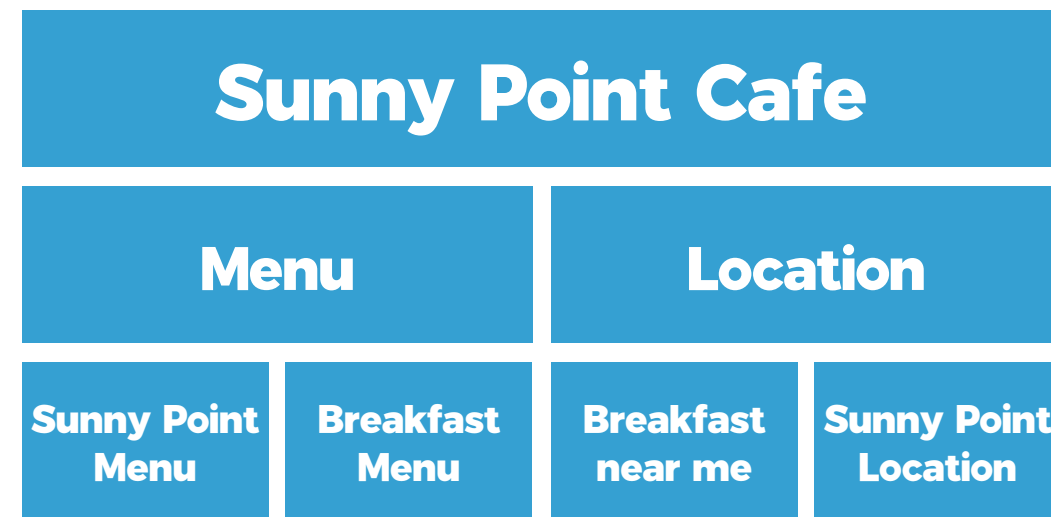 Sunny Point Cafe
Menu
Location
Sunny Point
Menu
Breakfast
Menu
Breakfast
near me
Sunny Point
Location